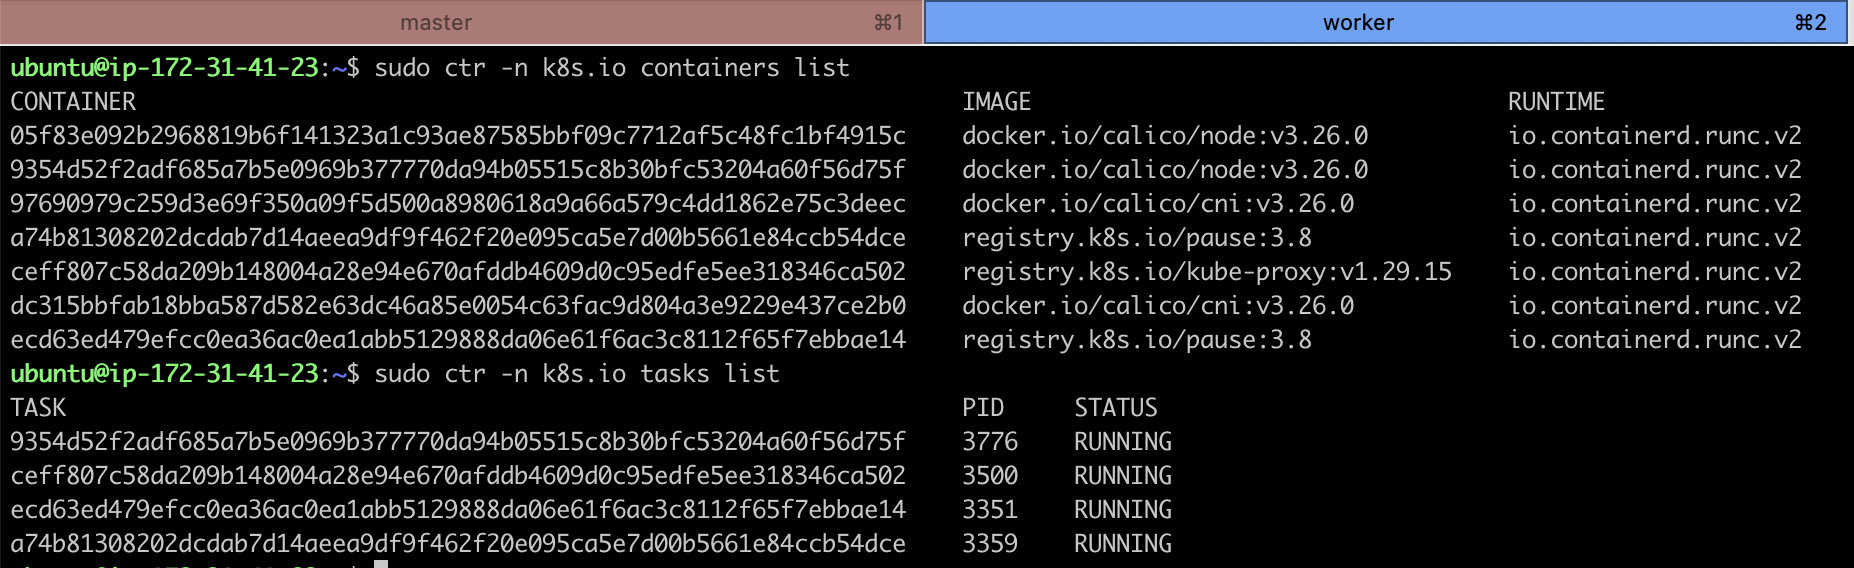 master ⌘1 worker ⌘2
ubuntu@ip-172-31-41-23:~$ sudo ctr -n k8s.io containers list
CONTAINER IMAGE RUNTIME
05f83e092b2968819b6f141323a1c93ae87585bbf09c7712af5c48fc1bf4915c docker.io/calico/node:v3.26.0 io.containerd.runc.v2
9354d52f2adf685a7b5e0969b377770da94b05515c8b30bfc53204a60f56d75f docker.io/calico/node:v3.26.0 io.containerd.runc.v2
97690979c259d3e69f350a09f5d500a8980618a9a66a579c4dd1862e75c3deec docker.io/calico/cni:v3.26.0 io.containerd.runc.v2
a74b81308202dcdab7d14aeea9df9f462f20e095ca5e7d00b5661e84ccb54dce registry.k8s.io/pause:3.8 io.containerd.runc.v2
ceff807c58da209b148004a28e94e670afddb4609d0c95edfe5ee318346ca502 registry.k8s.io/kube-proxy:v1.29.15 io.containerd.runc.v2
dc315bbfab18bba587d582e63dc46a85e0054c63fac9d804a3e9229e437ce2b0 docker.io/calico/cni:v3.26.0 io.containerd.runc.v2
ecd63ed479efcc0ea36ac0ea1abb5129888da06e61f6ac3c8112f65f7ebbae14 registry.k8s.io/pause:3.8 io.containerd.runc.v2
ubuntu@ip-172-31-41-23:~$ sudo ctr -n k8s.io tasks list
TASK PID STATUS
9354d52f2adf685a7b5e0969b377770da94b05515c8b30bfc53204a60f56d75f 3776 RUNNING
ceff807c58da209b148004a28e94e670afddb4609d0c95edfe5ee318346ca502 3500 RUNNING
ecd63ed479efcc0ea36ac0ea1abb5129888da06e61f6ac3c8112f65f7ebbae14 3351 RUNNING
a74b81308202dcdab7d14aeea9df9f462f20e095ca5e7d00b5661e84ccb54dce 3359 RUNNING